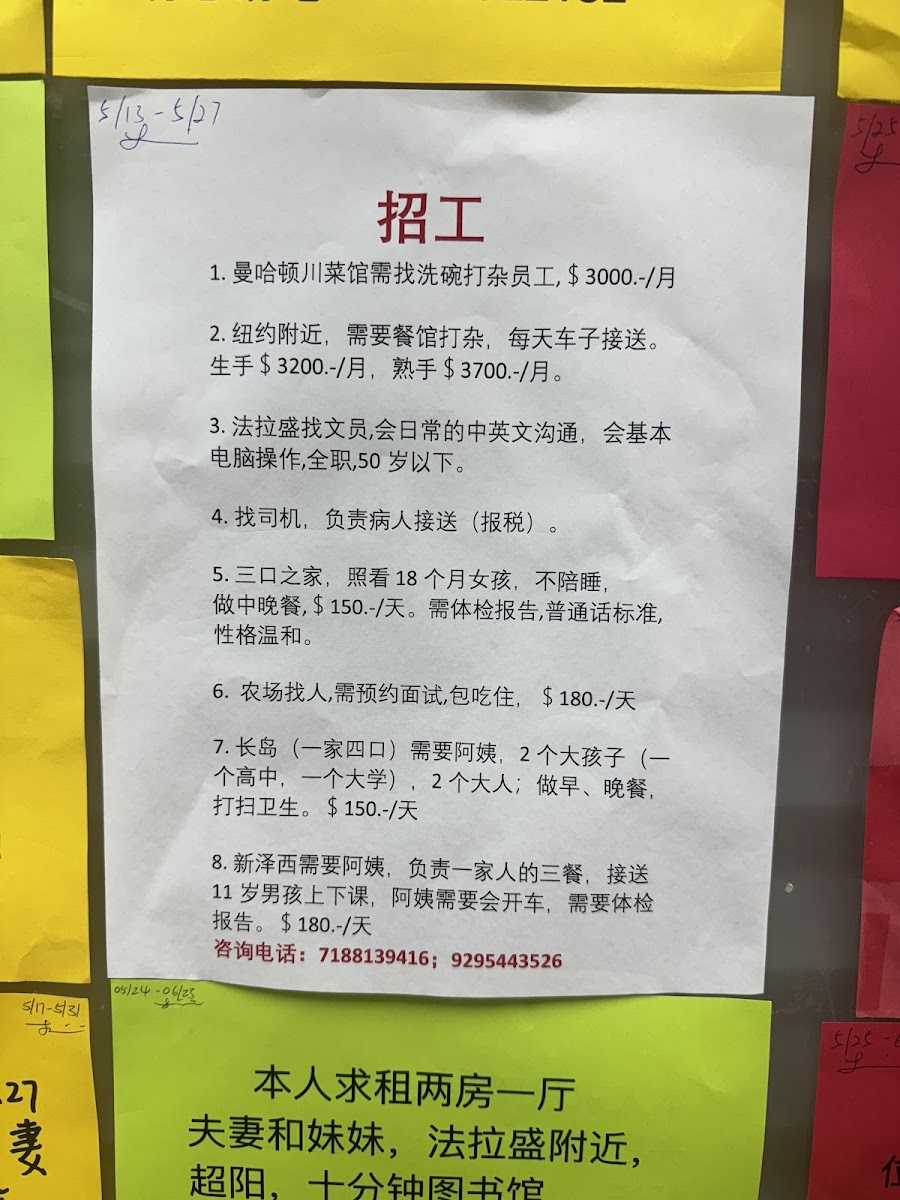 5/13 - 5/27
招工
1. 曼哈顿川菜馆需找洗碗打杂员工,$3000.-/月
2. 纽约附近，需要餐馆打杂，每天车子接送。
生手$3200.-/月，熟手$3700.-/月。
3. 法拉盛找文员,会日常的中英文沟通，会基本
电脑操作,全职,50 岁以下。
4. 找司机，负责病人接送（报税）。
5. 三口之家，照看 18 个月女孩，不陪睡，
做中晚餐,$150.-/天。需体检报告,普通话标准,
性格温和。
6. 农场找人,需预约面试,包吃住，$180.-/天
7. 长岛（一家四口）需要阿姨，2 个大孩子（一
个高中，一个大学），2 个大人；做早、晚餐，
打扫卫生。$150.-/天
8. 新泽西需要阿姨，负责一家人的三餐，接送
11 岁男孩上下课，阿姨需要会开车，需要体检
报告。$180.-/天
咨询电话：7188139416；9295443526
05/24 - 06/23
本人求租两房一厅
夫妻和妹妹，法拉盛附近，
超阳，十分钟图书馆
5/17-5/31
27
妻
5/25
5/25 -